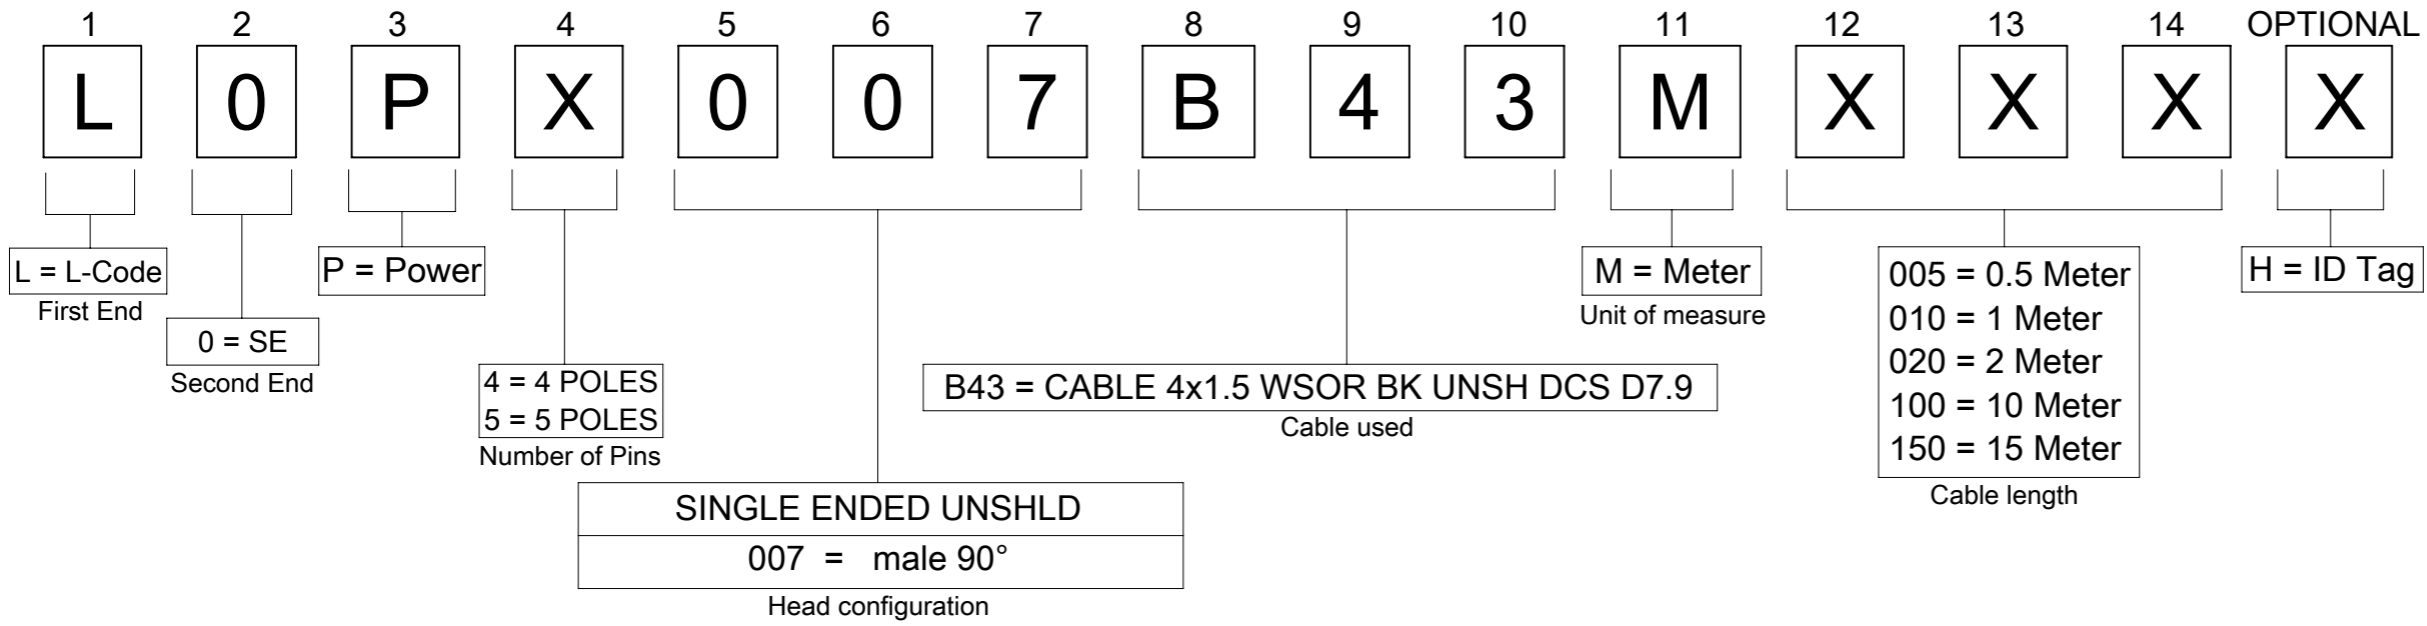 1 2 3 4 5 6 7 8 9 10 11 12 13 14 OPTIONAL
L 0 P X 0 0 7 B 4 3 M X X X X
L = L-Code
First End
0 = SE
Second End
P = Power
4 = 4 POLES
5 = 5 POLES
Number of Pins
SINGLE ENDED UNSHLD
007 = male 90°
Head configuration
B43 = CABLE 4x1.5 WSOR BK UNSH DCS D7.9
Cable used
M = Meter
Unit of measure
005 = 0.5 Meter
010 = 1 Meter
020 = 2 Meter
100 = 10 Meter
150 = 15 Meter
Cable length
H = ID Tag